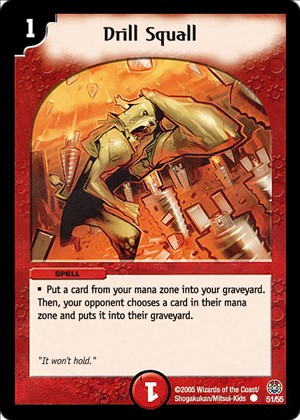 1
Drill Squall
SPELL
▪ Put a card from your mana zone into your graveyard.
Then, your opponent chooses a card in their mana
zone and puts it into their graveyard.
"It won't hold."
1
©2005 Wizards of the Coast/
Shogakukan/Mitsui-Kids
51/55